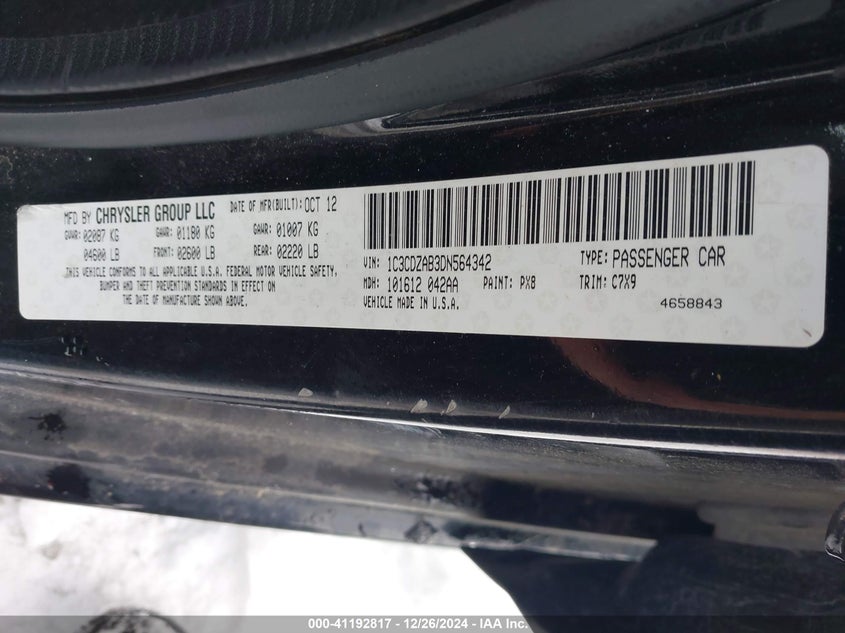 MFD BY CHRYSLER GROUP LLC DATE OF MFR(BUILT): OCT 12
GVWR: 02087 KG GAWR: 01180 KG GAWR: 01007 KG
04600 LB FRONT: 02600 LB REAR: 02220 LB
THIS VEHICLE CONFORMS TO ALL APPLICABLE U.S.A. FEDERAL MOTOR VEHICLE SAFETY,
BUMPER AND THEFT PREVENTION STANDARDS IN EFFECT ON
THE DATE OF MANUFACTURE SHOWN ABOVE.
VIN: 1C3CDZAB3DN564342 TYPE: PASSENGER CAR
MDH: 101612 042AA PAINT: PX8 TRIM: C7X9
VEHICLE MADE IN U.S.A. 4658843
000-41192817 - 12/26/2024 - IAA Inc.